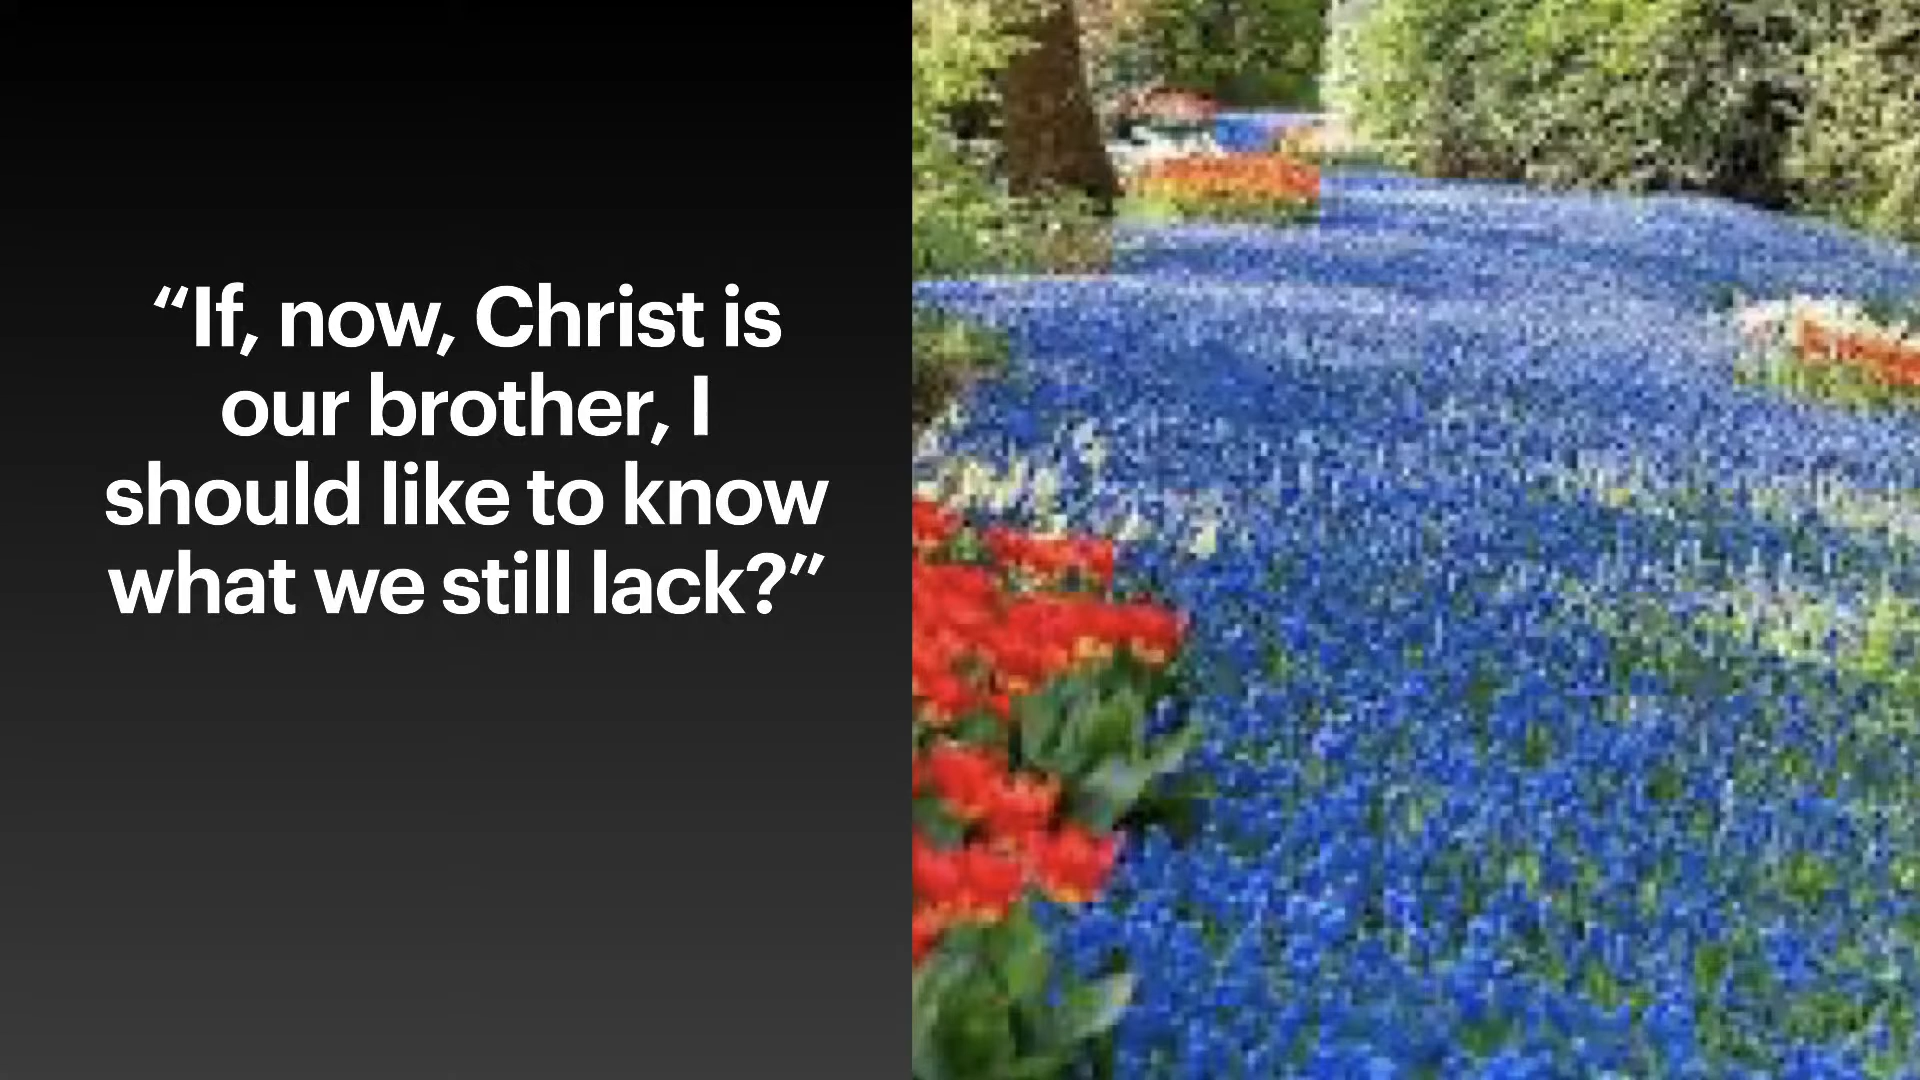 “If, now, Christ is
our brother, I
should like to know
what we still lack?”